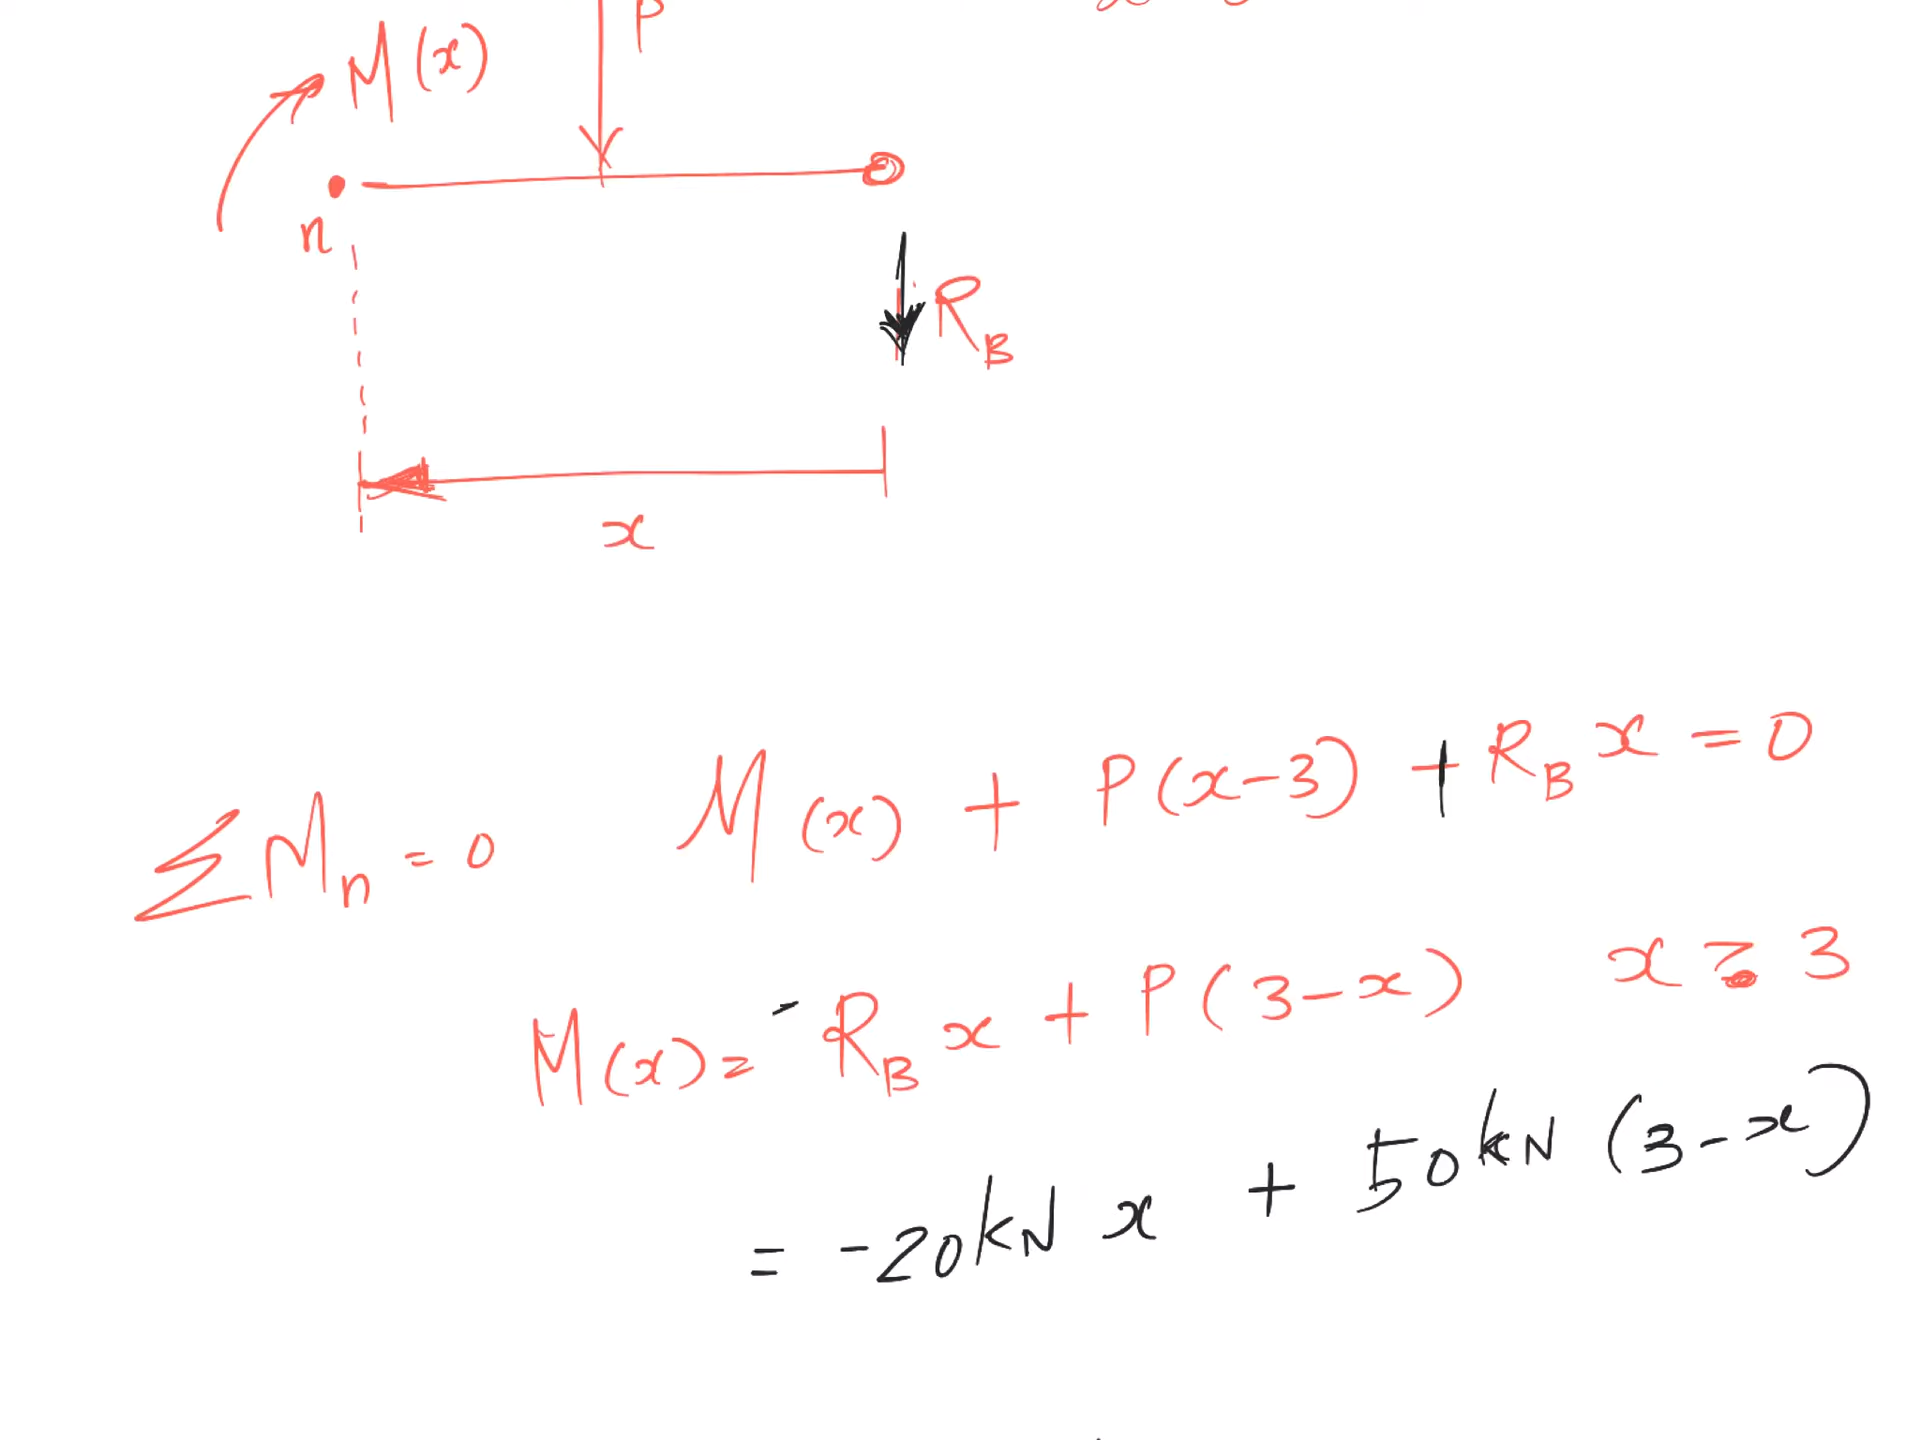 P
M(x)
n
R_B
x
ΣM_n = 0 M(x) + P(x-3) + R_B x = 0
M(x) = -R_B x + P(3-x) x ≥ 3
= -20kN x + 50kN (3-x)